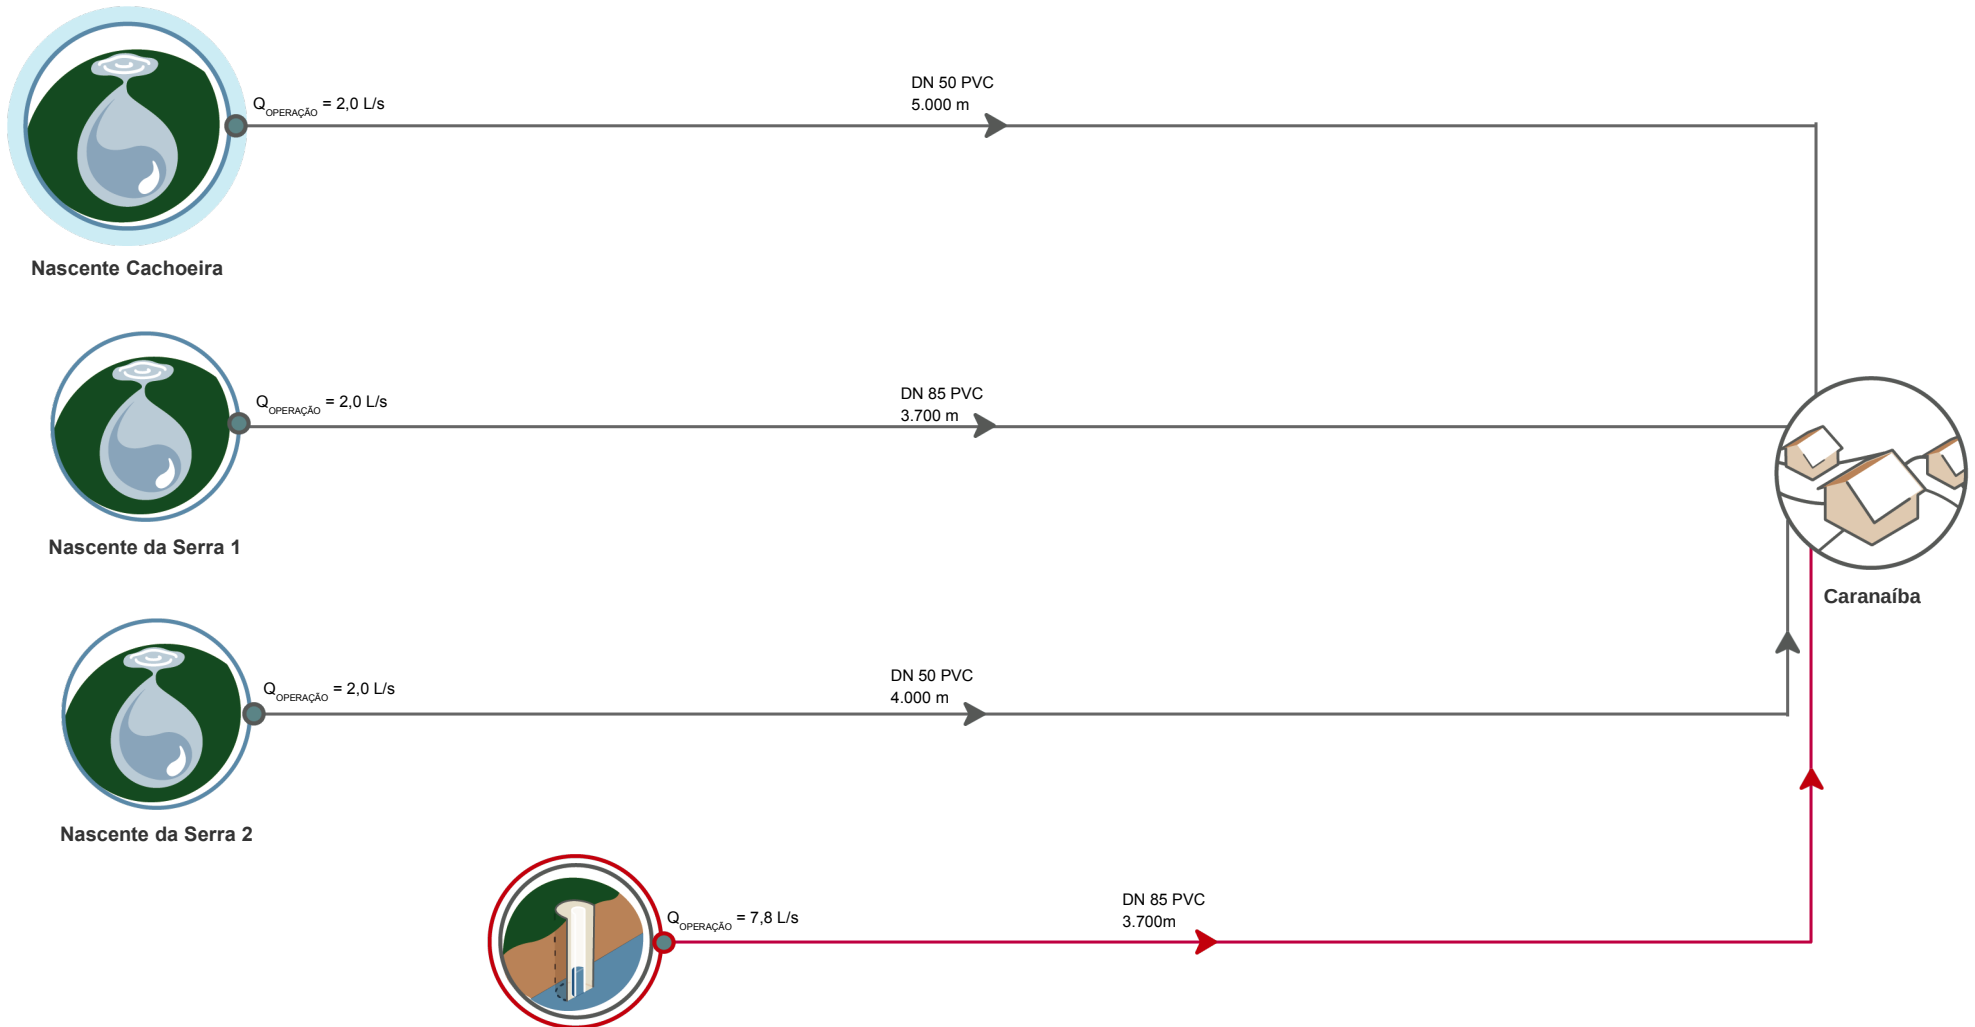 DN 50 PVC
5.000 m
Q OPERAÇÃO = 2,0 L/s
Nascente Cachoeira
DN 85 PVC
3.700 m
Q OPERAÇÃO = 2,0 L/s
Nascente da Serra 1
Caranaíba
DN 50 PVC
4.000 m
Q OPERAÇÃO = 2,0 L/s
Nascente da Serra 2
DN 85 PVC
3.700m
Q OPERAÇÃO = 7,8 L/s